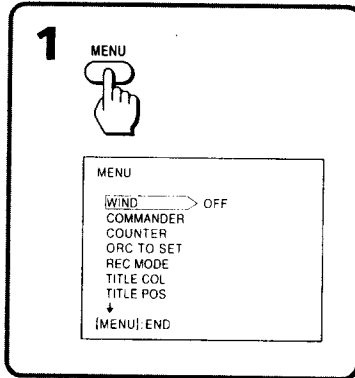 1
MENU
MENU
WIND OFF
COMMANDER
COUNTER
ORC TO SET
REC MODE
TITLE COL
TITLE POS
[MENU]:END